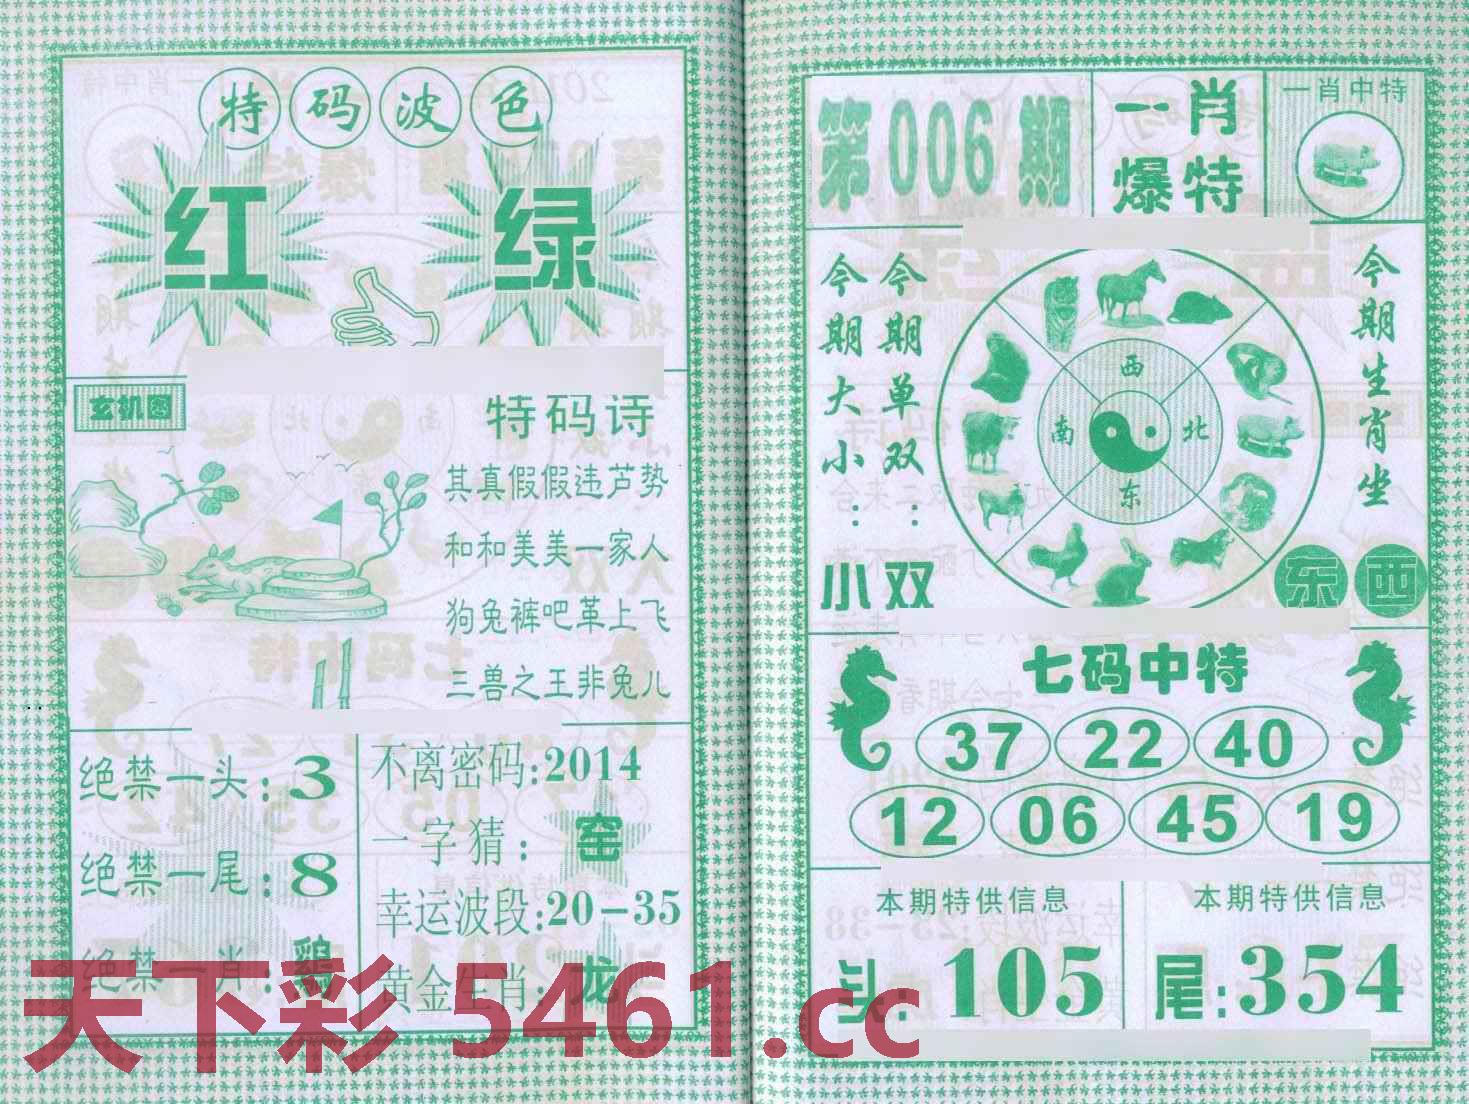 特码波色
红 绿
玄机图
特码诗
其真假假违芦势
和和美美一家人
狗兔裤吧革上飞
三兽之王非兔儿
绝禁一头:3
绝禁一尾:8
绝禁一肖:鸡
不离密码:2014
一字猜:窑
幸运波段:20-35
黄金生肖:龙
第006期
一肖
爆特
一肖中特
今期大小:小
今期单双:双
西
南 北
东
今期生肖坐
东西
七码中特
37 22 40
12 06 45 19
本期特供信息
头:105
本期特供信息
尾:354
天下彩 5461.cc